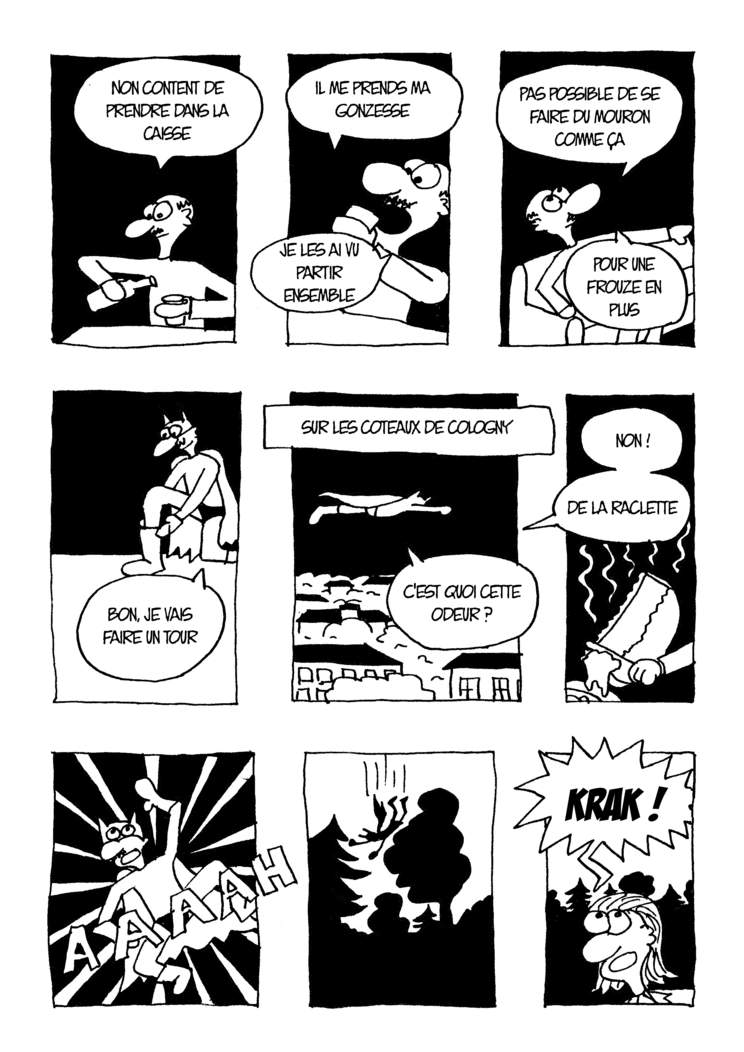 NON CONTENT DE
PRENDRE DANS LA
CAISSE
IL ME PRENDS MA
GONZESSE
JE LES AI VU
PARTIR
ENSEMBLE
PAS POSSIBLE DE SE
FAIRE DU MOURON
COMME ÇA
POUR UNE
FROUZE EN
PLUS
BON, JE VAIS
FAIRE UN TOUR
SUR LES COTEAUX DE COLOGNY
C'EST QUOI CETTE
ODEUR ?
NON !
DE LA RACLETTE
AAAAAH
KRAK !